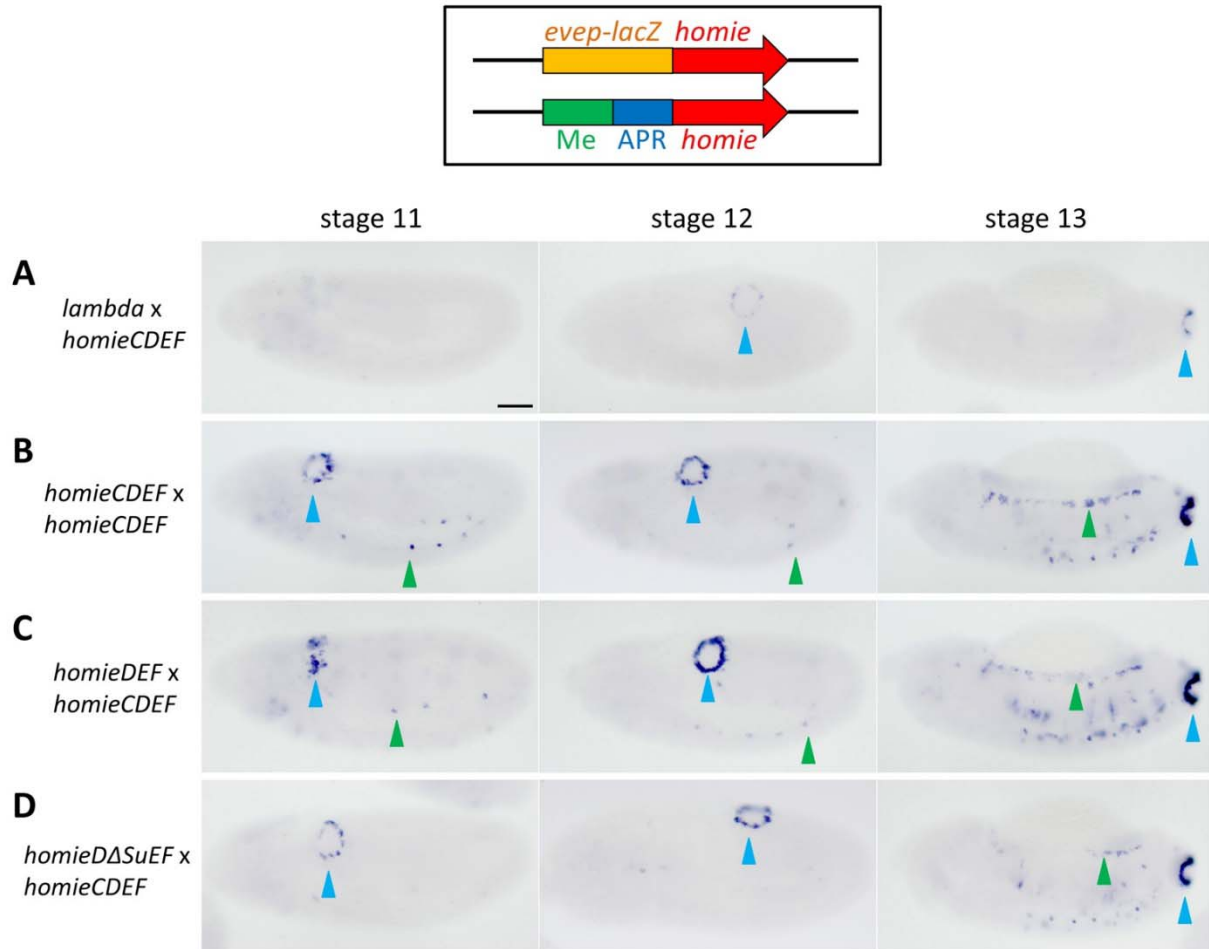 evep-lacZ homie
Me APR homie
stage 11 stage 12 stage 13
A
lambda x
homieCDEF
B
homieCDEF x
homieCDEF
C
homieDEF x
homieCDEF
D
homieDΔSuEF x
homieCDEF